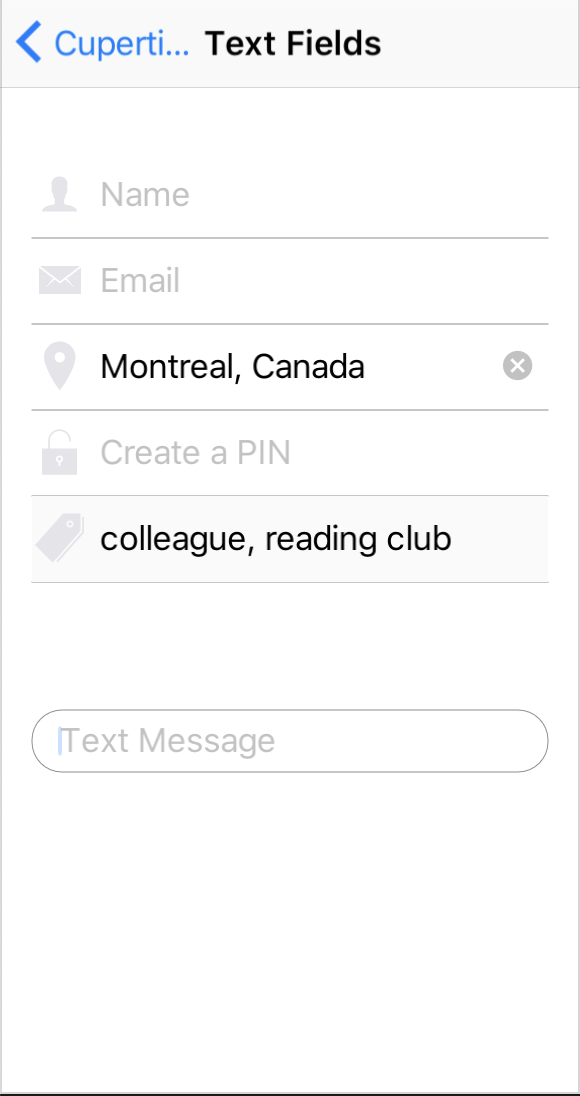 Cuperti... Text Fields
Name
Email
Montreal, Canada
Create a PIN
colleague, reading club
Text Message